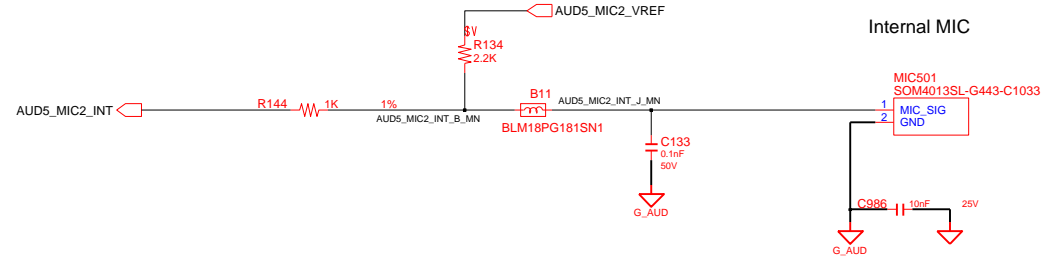 AUD5_MIC2_VREF
Internal MIC
$V
R134
2.2K
MIC501
SOM4013SL-G443-C1033
B11
AUD5_MIC2_INT
R144
1K
1%
AUD5_MIC2_INT_B_MN
AUD5_MIC2_INT_J_MN
BLM18PG181SN1
1
MIC_SIG
2
GND
C133
0.1nF
50V
G_AUD
C986
10nF
25V
G_AUD